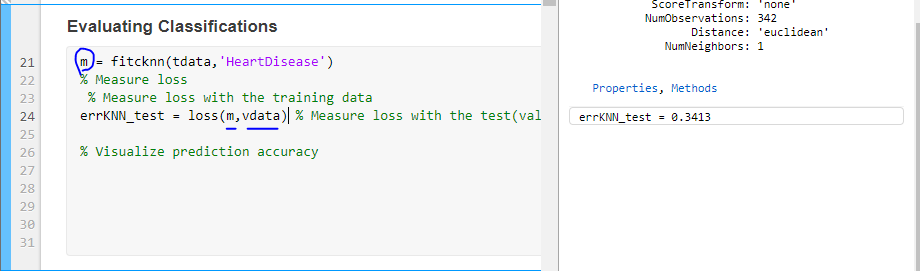 Evaluating Classifications
21 m = fitcknn(tdata,'HeartDisease')
22 % Measure loss
23 % Measure loss with the training data
24 errKNN_test = loss(m,vdata) % Measure loss with the test(val
25
26 % Visualize prediction accuracy
27
28
29
30
31
ScoreTransform: 'none'
NumObservations: 342
Distance: 'euclidean'
NumNeighbors: 1
Properties, Methods
errKNN_test = 0.3413